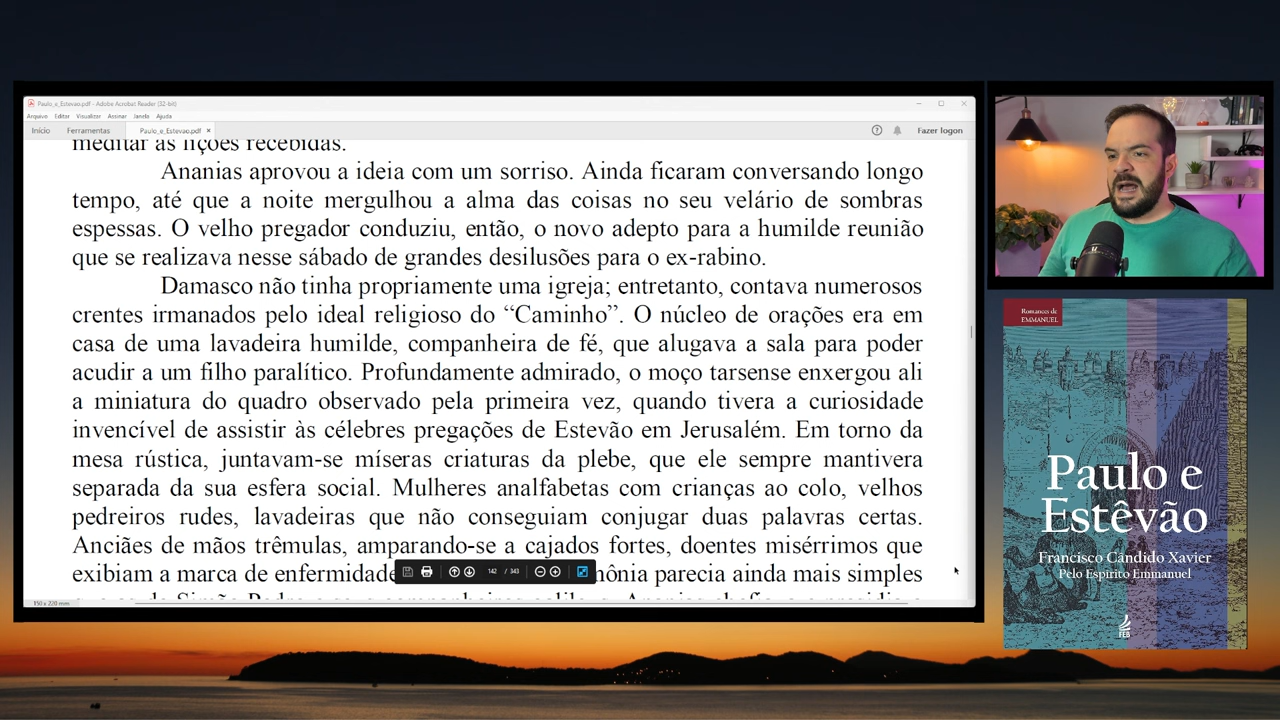 Paulo_e_Estevao.pdf - Adobe Acrobat Reader (32-bit)
Arquivo Editar Visualizar Assinar Janela Ajuda
Início Ferramentas Paulo_e_Estevao.pdf × Fazer logon
meditar as lições recebidas.
Ananias aprovou a ideia com um sorriso. Ainda ficaram conversando longo
tempo, até que a noite mergulhou a alma das coisas no seu velário de sombras
espessas. O velho pregador conduziu, então, o novo adepto para a humilde reunião
que se realizava nesse sábado de grandes desilusões para o ex-rabino.
Damasco não tinha propriamente uma igreja; entretanto, contava numerosos
crentes irmanados pelo ideal religioso do “Caminho”. O núcleo de orações era em
casa de uma lavadeira humilde, companheira de fé, que alugava a sala para poder
acudir a um filho paralítico. Profundamente admirado, o moço tarsense enxergou ali
a miniatura do quadro observado pela primeira vez, quando tivera a curiosidade
invencível de assistir às célebres pregações de Estevão em Jerusalém. Em torno da
mesa rústica, juntavam-se míseras criaturas da plebe, que ele sempre mantivera
separada da sua esfera social. Mulheres analfabetas com crianças ao colo, velhos
pedreiros rudes, lavadeiras que não conseguiam conjugar duas palavras certas.
Anciães de mãos trêmulas, amparando-se a cajados fortes, doentes misérrimos que
exibiam a marca de enfermidade parecia ainda mais simples
142 / 343
150 x 220 mm
Romances de
EMMANUEL
Paulo e
Estêvão
Francisco Cândido Xavier
Pelo Espírito Emmanuel
FEB